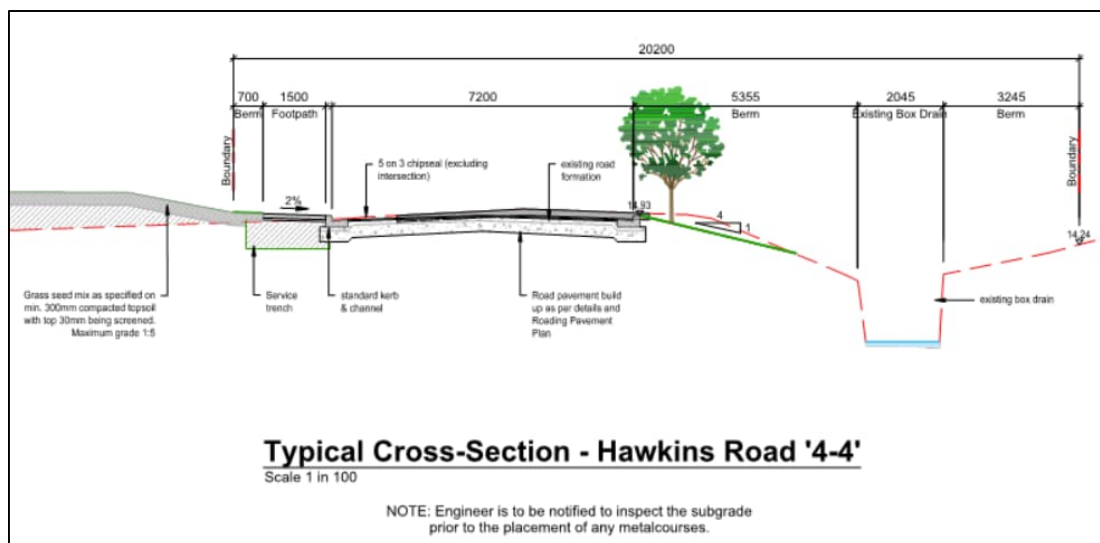 20200
700 1500 7200 5355 2045 3245
Berm Footpath Berm Existing Box Drain Berm
Boundary
Boundary
5 on 3 chipseal (excluding
intersection)
existing road
formation
2%
14.93
4
1
14.24
Grass seed mix as specified on
min. 300mm compacted topsoil
with top 30mm being screened.
Maximum grade 1:5
Service
trench
standard kerb
& channel
Road pavement build
up as per details and
Roading Pavement
Plan
existing box drain
Typical Cross-Section - Hawkins Road '4-4'
Scale 1 in 100
NOTE: Engineer is to be notified to inspect the subgrade
prior to the placement of any metalcourses.